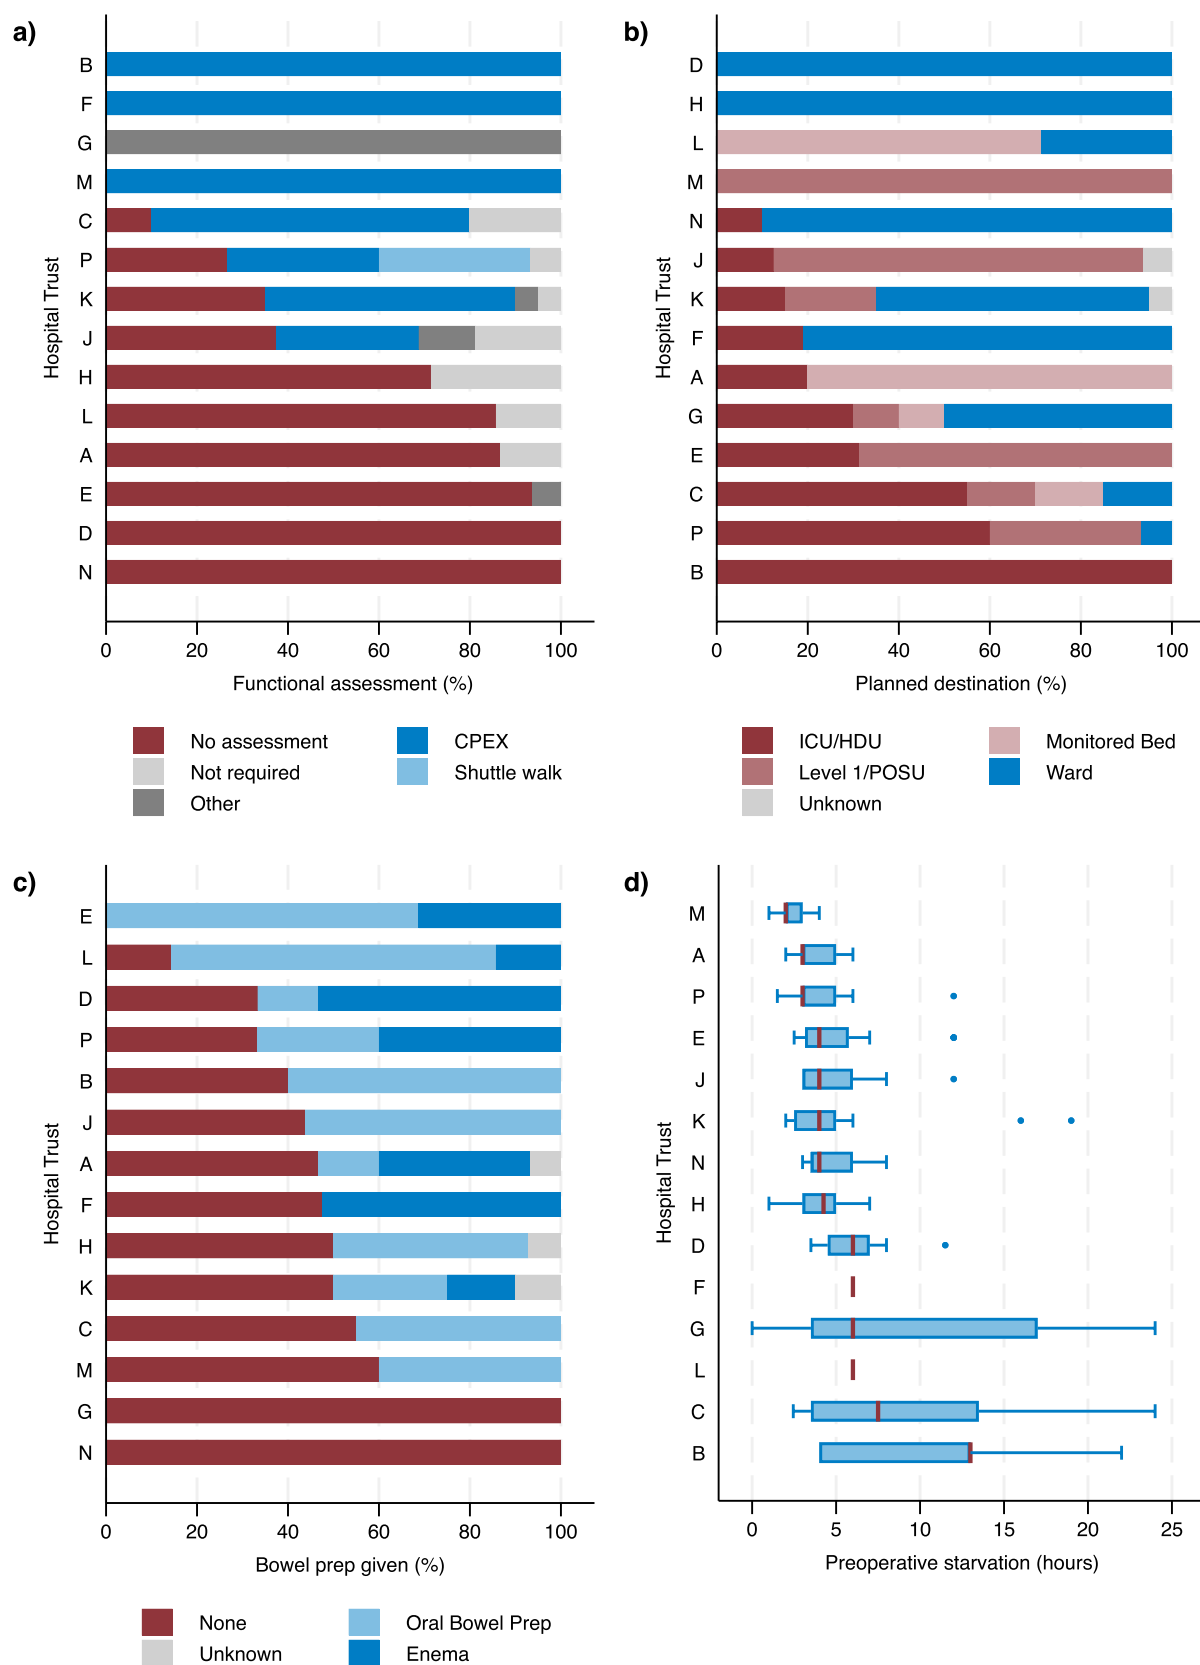 a)
B
F
G
M
C
P
K
J
H
L
A
E
D
N
Hospital Trust
0 20 40 60 80 100
Functional assessment (%)
No assessment CPEX
Not required Shuttle walk
Other
b)
D
H
L
M
N
J
K
F
A
G
E
C
P
B
Hospital Trust
0 20 40 60 80 100
Planned destination (%)
ICU/HDU Monitored Bed
Level 1/POSU Ward
Unknown
c)
E
L
D
P
B
J
A
F
H
K
C
M
G
N
Hospital Trust
0 20 40 60 80 100
Bowel prep given (%)
None Oral Bowel Prep
Unknown Enema
d)
M
A
P
E
J
K
N
H
D
F
G
L
C
B
Hospital Trust
0 5 10 15 20 25
Preoperative starvation (hours)